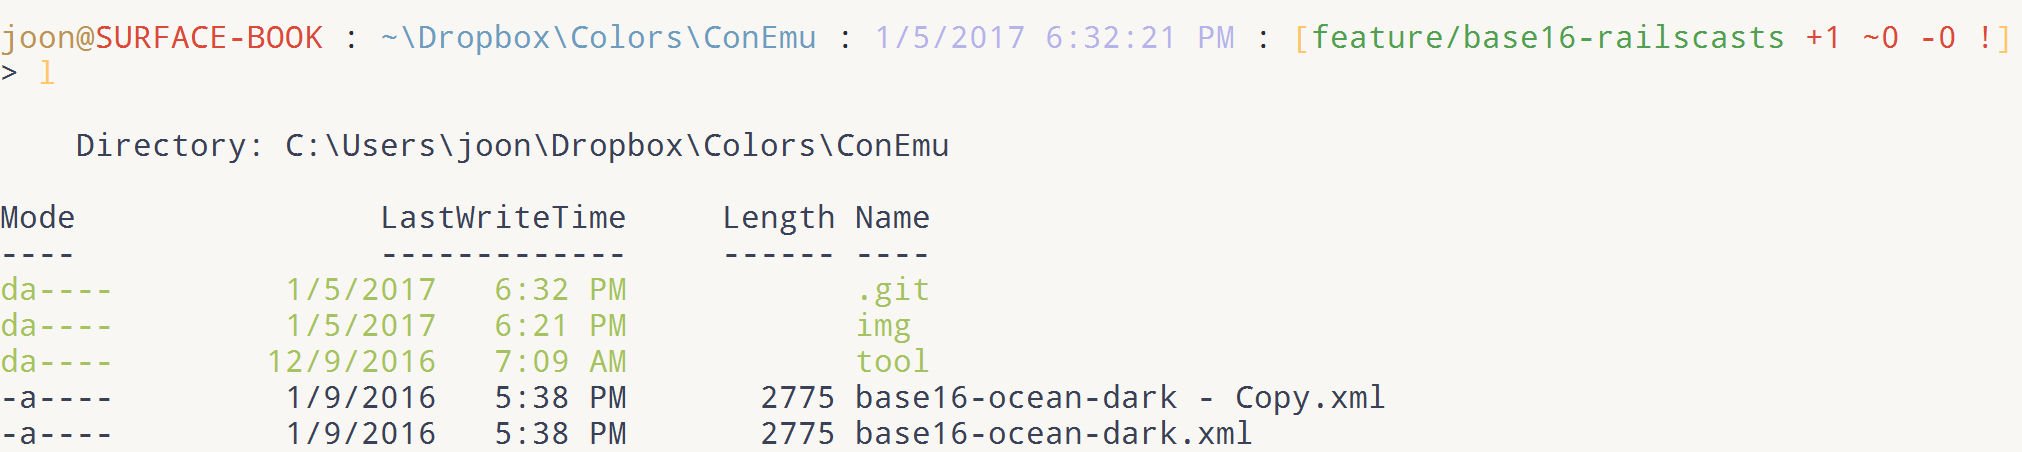 joon@SURFACE-BOOK : ~\Dropbox\Colors\ConEmu : 1/5/2017 6:32:21 PM : [feature/base16-railscasts +1 ~0 -0 !]
> l
Directory: C:\Users\joon\Dropbox\Colors\ConEmu
Mode                LastWriteTime     Length Name
----                -------------     ------ ----
da----         1/5/2017   6:32 PM            .git
da----         1/5/2017   6:21 PM            img
da----        12/9/2016   7:09 AM            tool
-a----         1/9/2016   5:38 PM       2775 base16-ocean-dark - Copy.xml
-a----         1/9/2016   5:38 PM       2775 base16-ocean-dark.xml